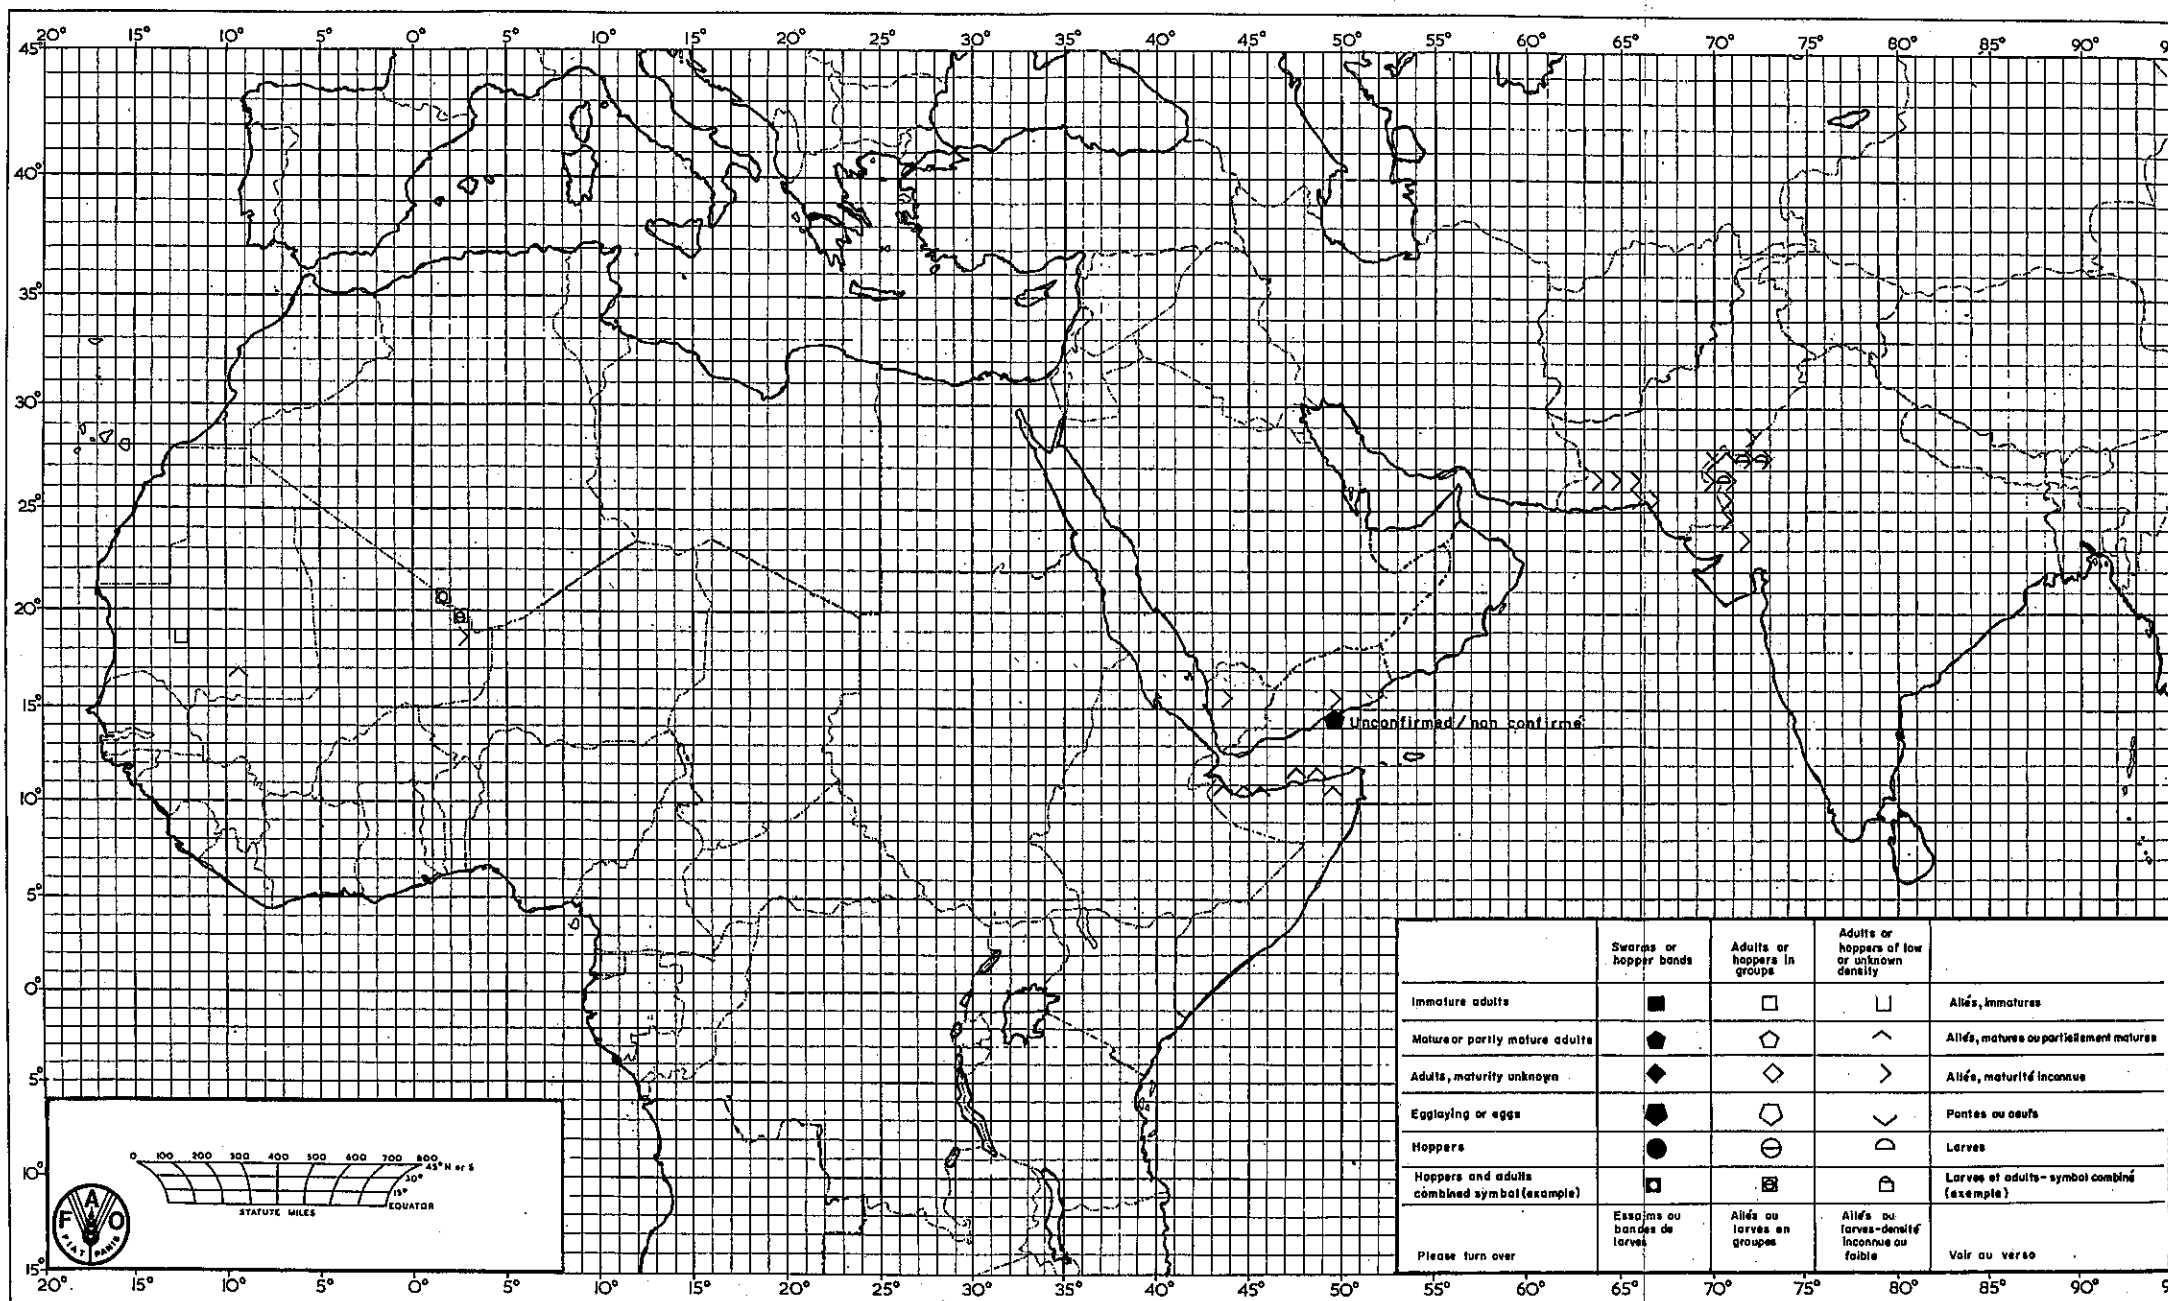 20° 15° 10° 5° 0° 5° 10° 15° 20° 25° 30° 35° 40° 45° 50° 55° 60° 65° 70° 75° 80° 85° 90°
45°
40°
35°
30°
25°
20°
15°
10°
5°
0°
5°
10°
15°
Unconfirmed / non confirmé
Swarms or hopper bands
Adults or hoppers in groups
Adults or hoppers of low or unknown density
Immature adults
Ailés, immatures
Mature or partly mature adults
Ailés, matures ou partiellement matures
Adults, maturity unknown
Ailés, maturité inconnue
Egglaying or eggs
Pontes ou oeufs
Hoppers
Larves
Hoppers and adults combined symbol (example)
Larves et adults - symbol combiné (exemple)
Essaims ou bandes de larves
Ailés ou larves en groupes
Ailés ou larves-densité inconnue ou faible
Please turn over
Voir au verso
0 100 200 300 400 500 600 700 800
45° N or S
30°
15°
EQUATOR
STATUTE MILES
F A O
FIAT PANIS
20° 15° 10° 5° 0° 5° 10° 15° 20° 25° 30° 35° 40° 45° 50° 55° 60° 65° 70° 75° 80° 85° 90°